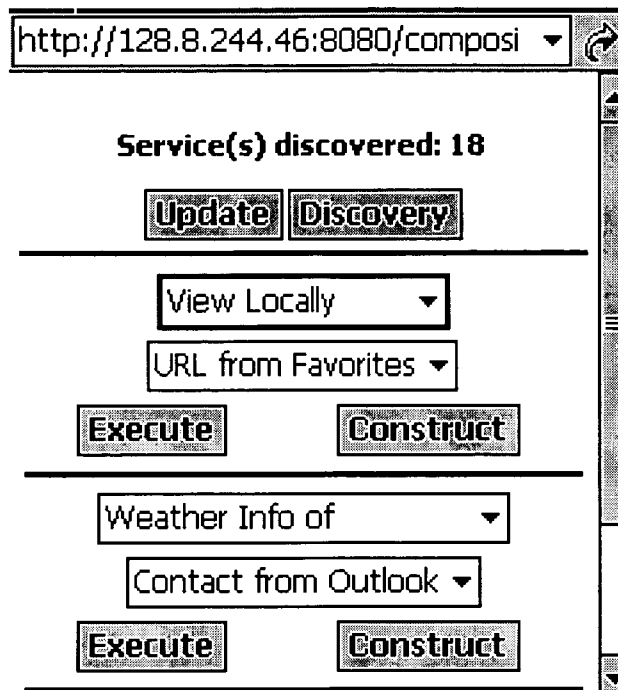 http://128.8.244.46:8080/composi
Service(s) discovered: 18
Update Discovery
View Locally
URL from Favorites
Execute Construct
Weather Info of
Contact from Outlook
Execute Construct